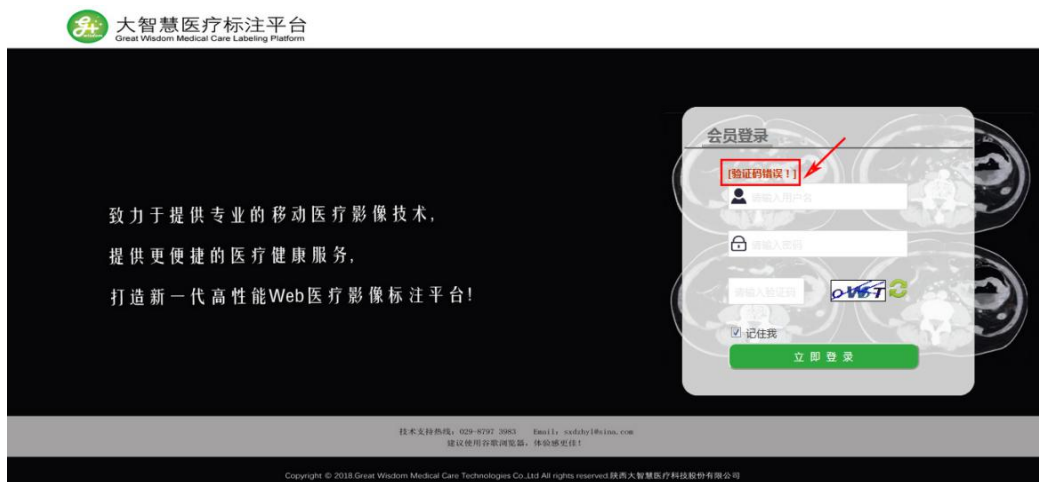 大智慧医疗标注平台
Great Wisdom Medical Care Labeling Platform
会员登录
[验证码错误!]
请输入用户名
致力于提供专业的移动医疗影像技术,
提供更便捷的医疗健康服务,
请输入密码
打造新一代高性能Web医疗影像标注平台!
请输入验证码
记住我
立即登录
技术支持热线: 029-8797 3983 Email: sxdzhyl@sina.com
建议使用谷歌浏览器, 体验感更佳!
Copyright © 2018.Great Wisdom Medical Care Technologies Co.,Ltd All rights reserved.陕西大智慧医疗科技股份有限公司